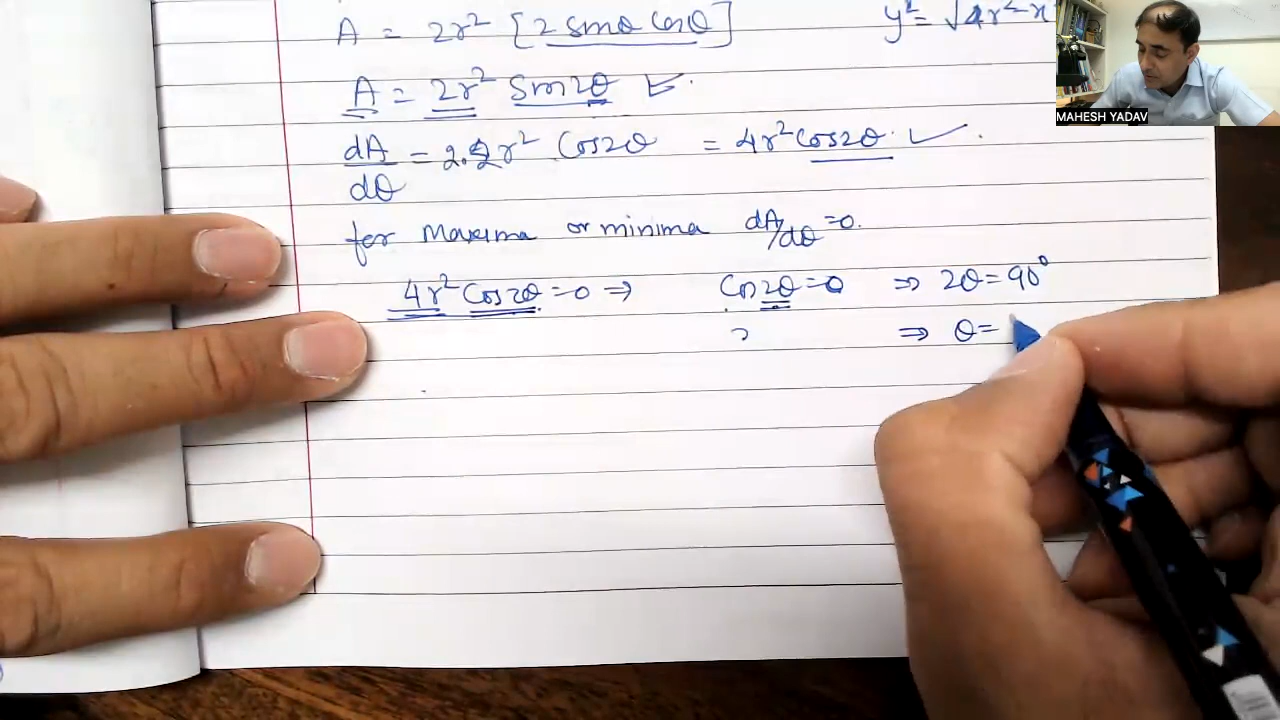 A = 2r² [2 sinθ cosθ]
y² = √4r²-x
A = 2r² Sin2θ
MAHESH YADAV
dA/dθ = 2.2r² Cos2θ = 4r² cos2θ.
for Maxima or minima dA/dθ = 0.
4r² Cos2θ = 0 ⇒ Cos2θ = 0 ⇒ 2θ = 90°
⇒ θ =